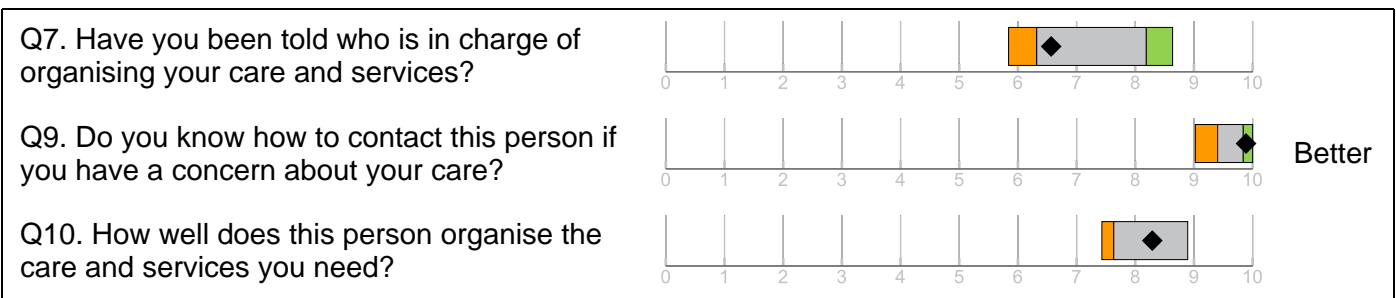 Q7. Have you been told who is in charge of
organising your care and services?
0 1 2 3 4 5 6 7 8 9 10
Q9. Do you know how to contact this person if
you have a concern about your care?
0 1 2 3 4 5 6 7 8 9 10
Better
Q10. How well does this person organise the
care and services you need?
0 1 2 3 4 5 6 7 8 9 10